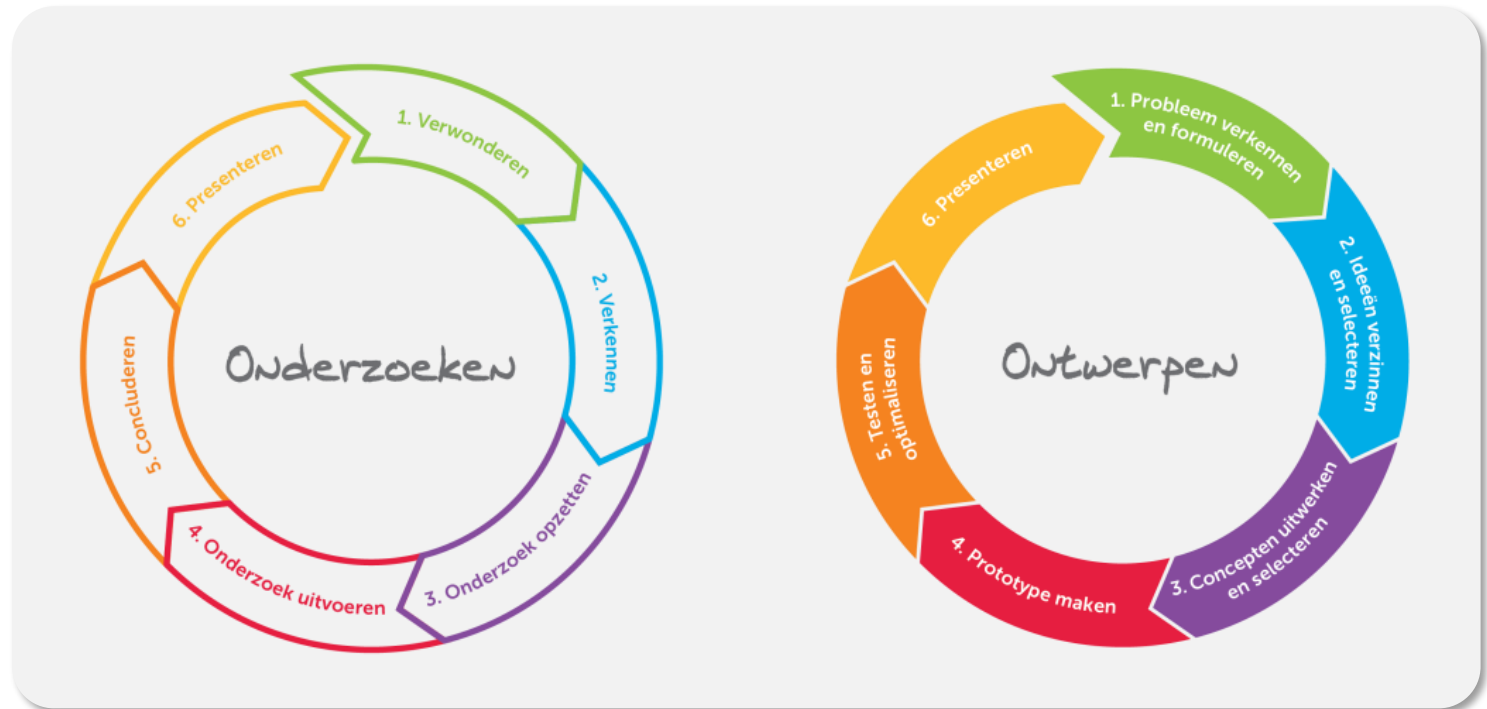 1. Verwonderen
2. Verkennen
3. Onderzoek opzetten
4. Onderzoek uitvoeren
5. Concluderen
6. Presenteren
Onderzoeken
1. Probleem verkennen
en formuleren
2. Ideeën verzinnen
en selecteren
3. Concepten uitwerken
en selecteren
4. Prototype maken
5. Testen en
optimaliseren
6. Presenteren
Ontwerpen